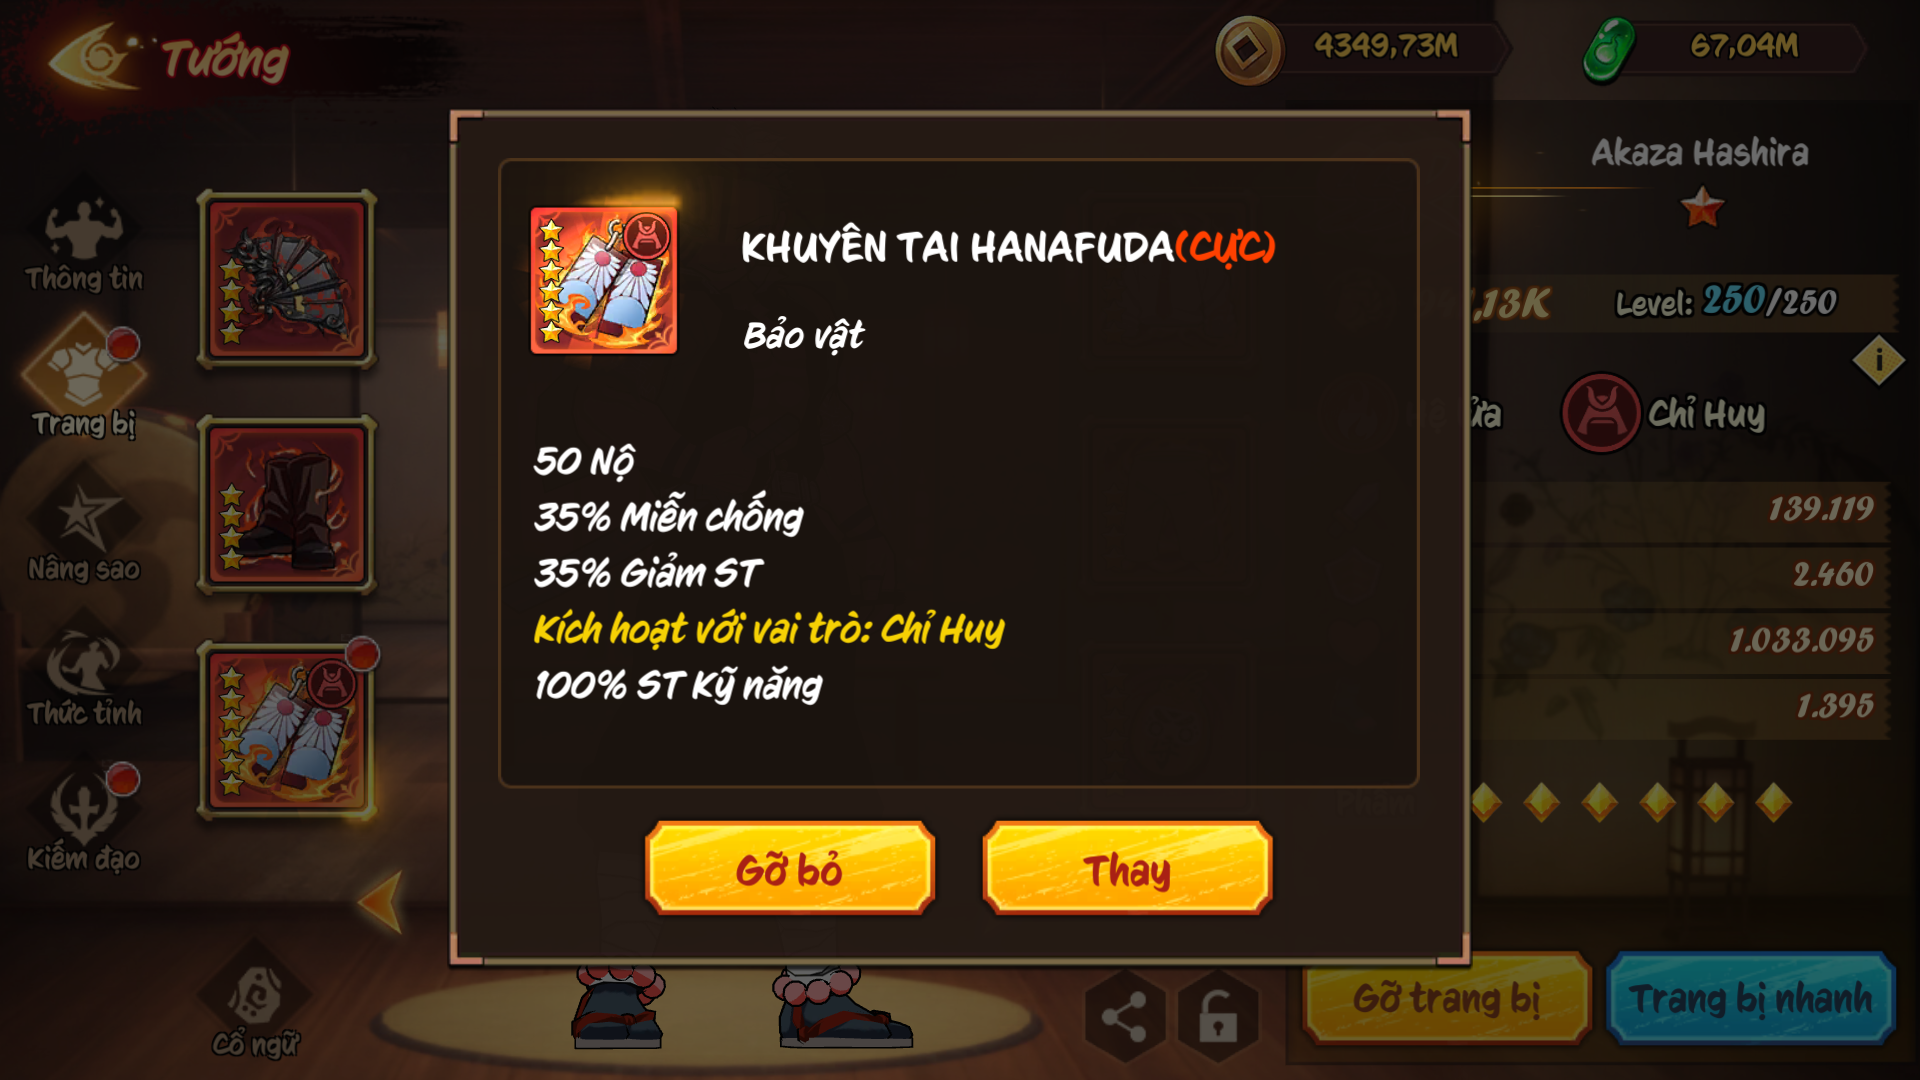 Tướng
4349,73M
67,04M
Akaza Hashira
Thông tin
KHUYÊN TAI HANAFUDA(CỰC)
,13K
Level: 250/250
Bảo vật
Trang bị
Chỉ Huy
50 Nộ
35% Miễn chống
139.119
35% Giảm ST
2.460
Nâng sao
Kích hoạt với vai trò: Chỉ Huy
1.033.095
100% ST Kỹ năng
1.395
Thức tỉnh
Phẩm
Kiếm đạo
Gỡ bỏ
Thay
Gỡ trang bị
Trang bị nhanh
Cổ ngữ